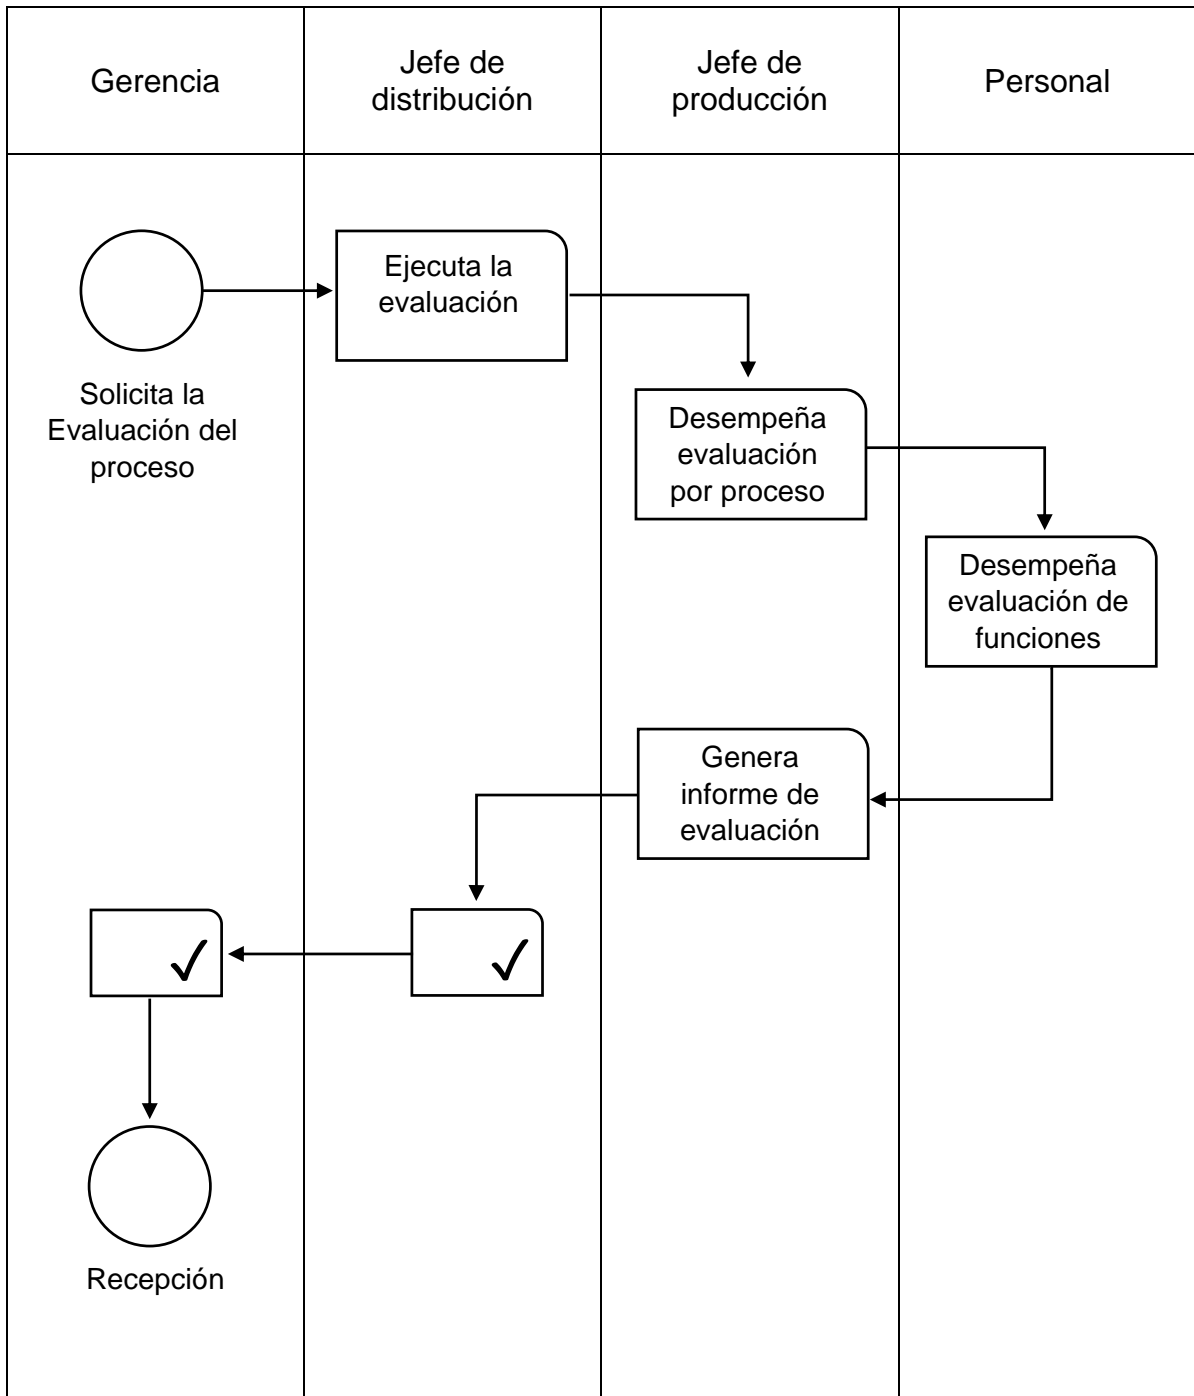 Gerencia
Jefe de
distribución
Jefe de
producción
Personal
Ejecuta la
evaluación
Solicita la
Evaluación del
proceso
Desempeña
evaluación
por proceso
Desempeña
evaluación de
funciones
Genera
informe de
evaluación
Recepción